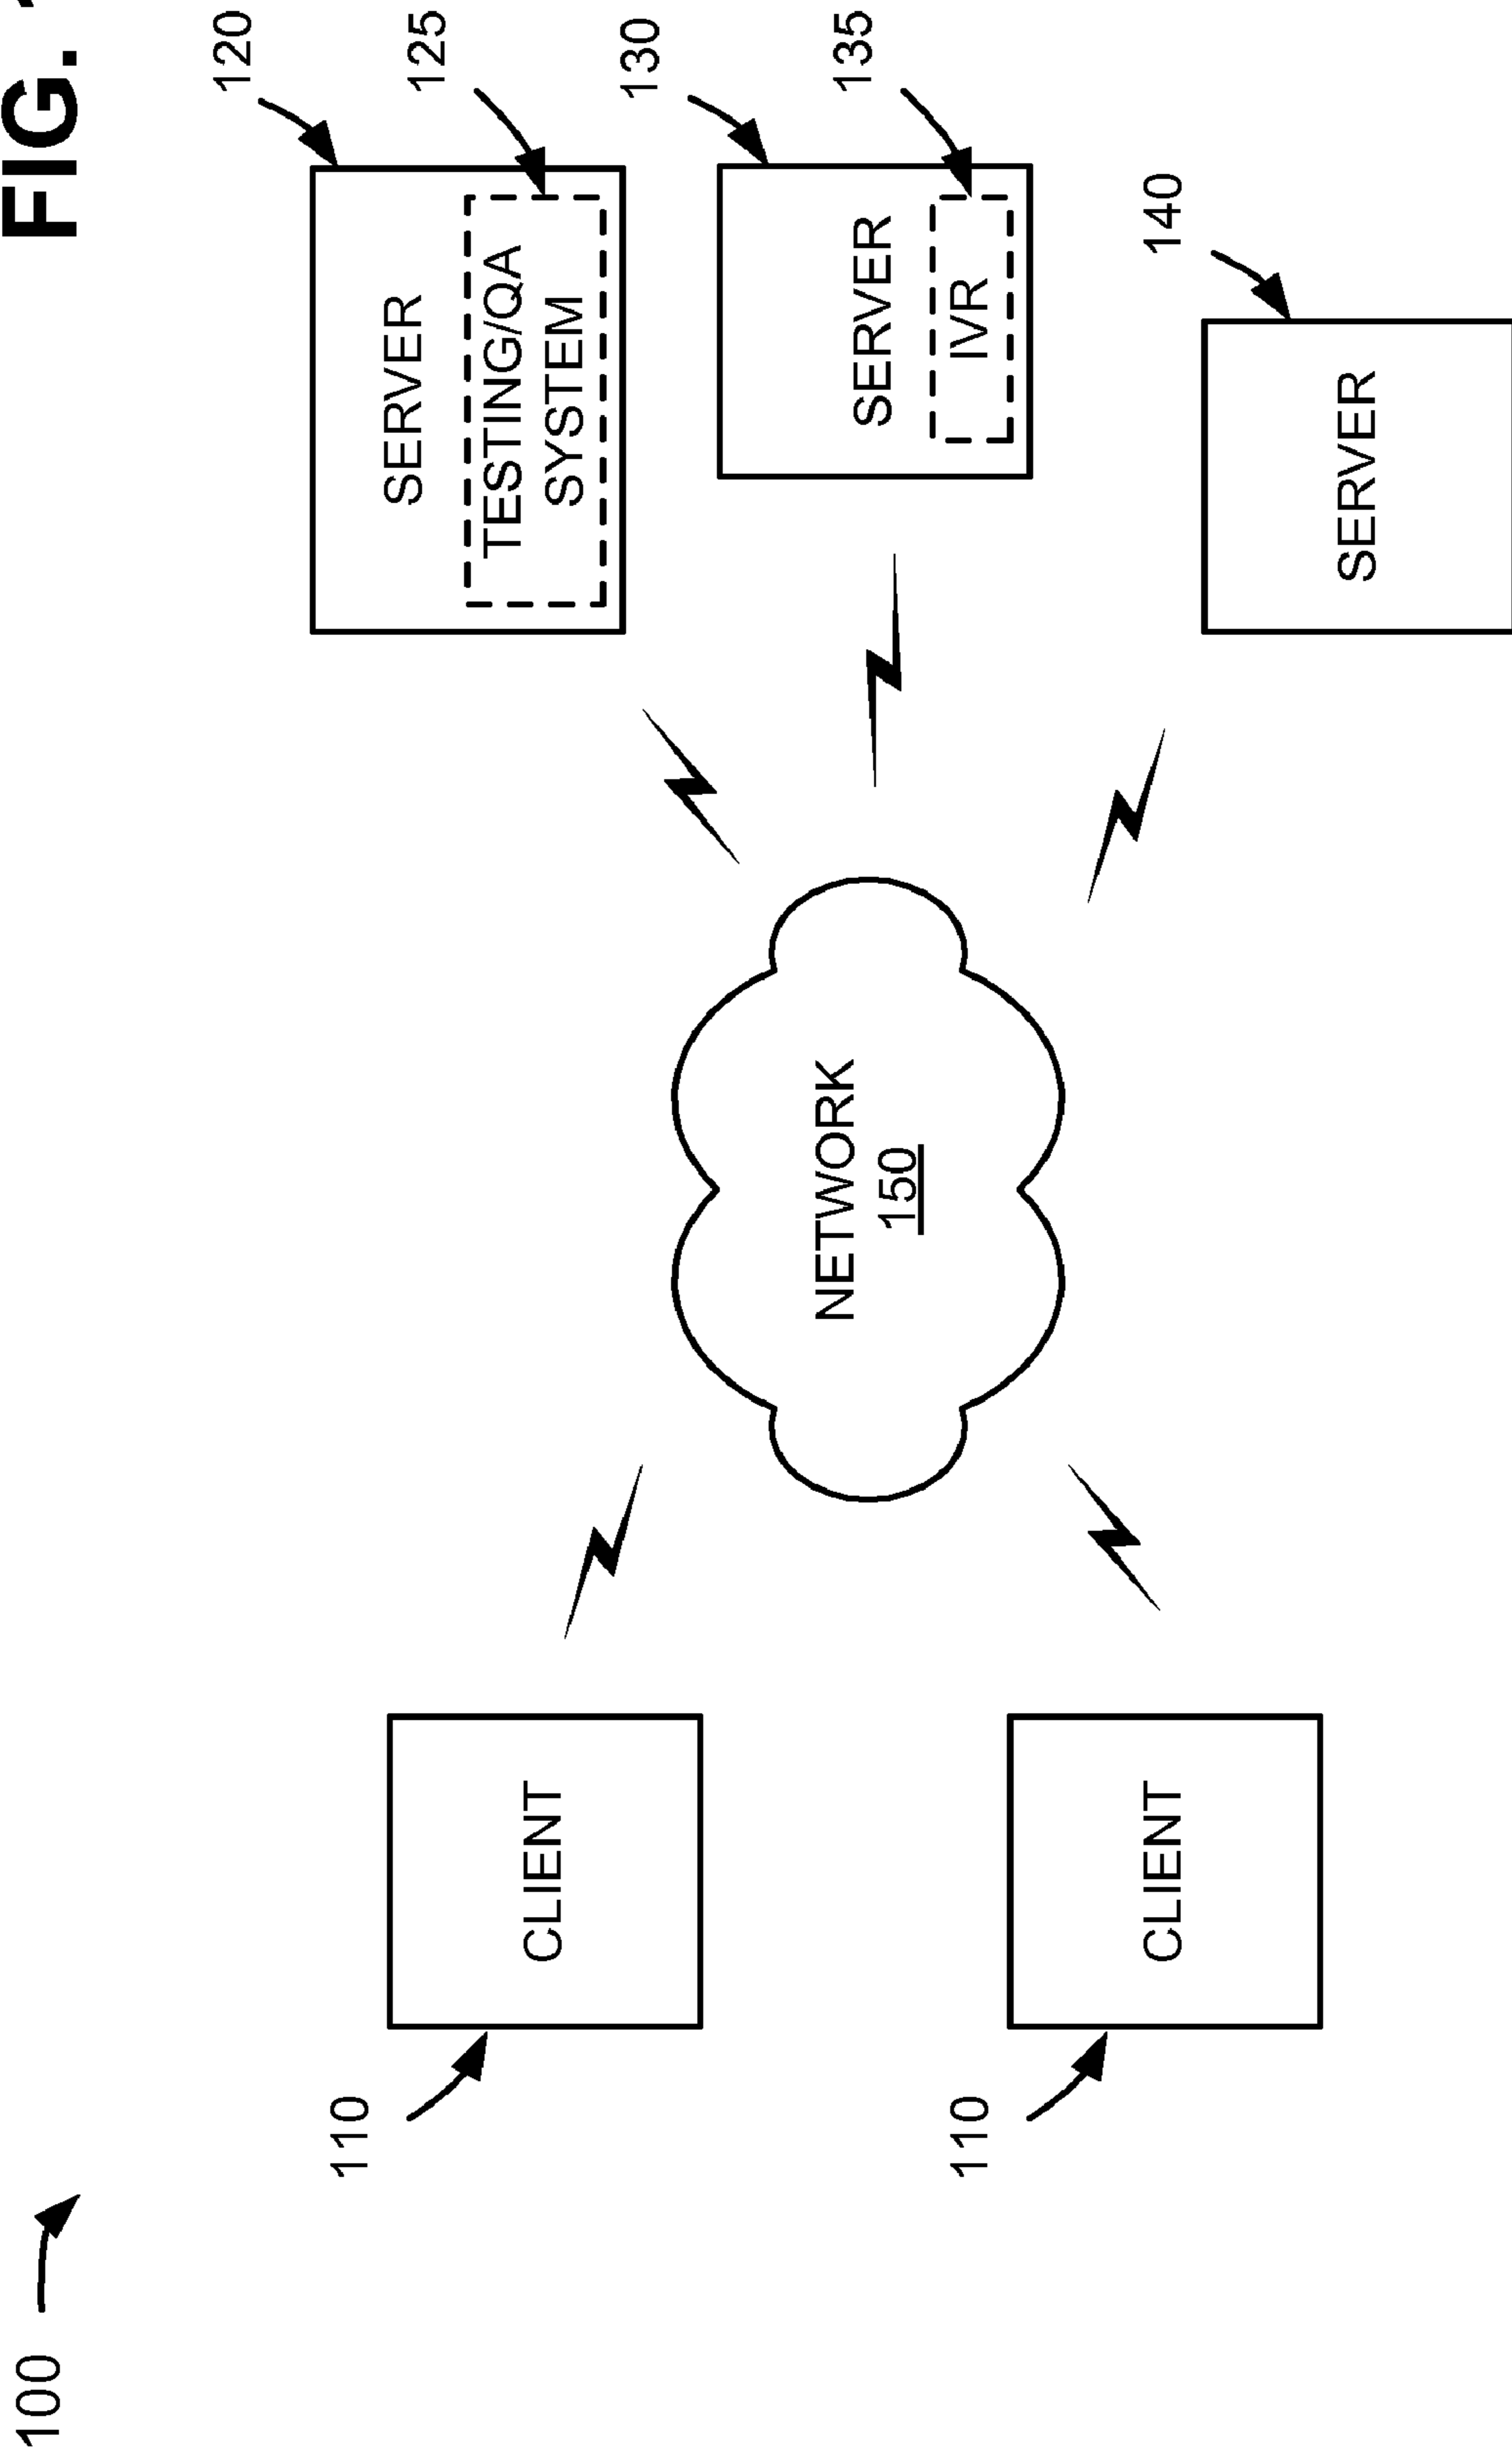 FIG.
100
120
SERVER
125
TESTING/QA
SYSTEM
110
CLIENT
130
SERVER
135
IVR
NETWORK
150
110
CLIENT
140
SERVER